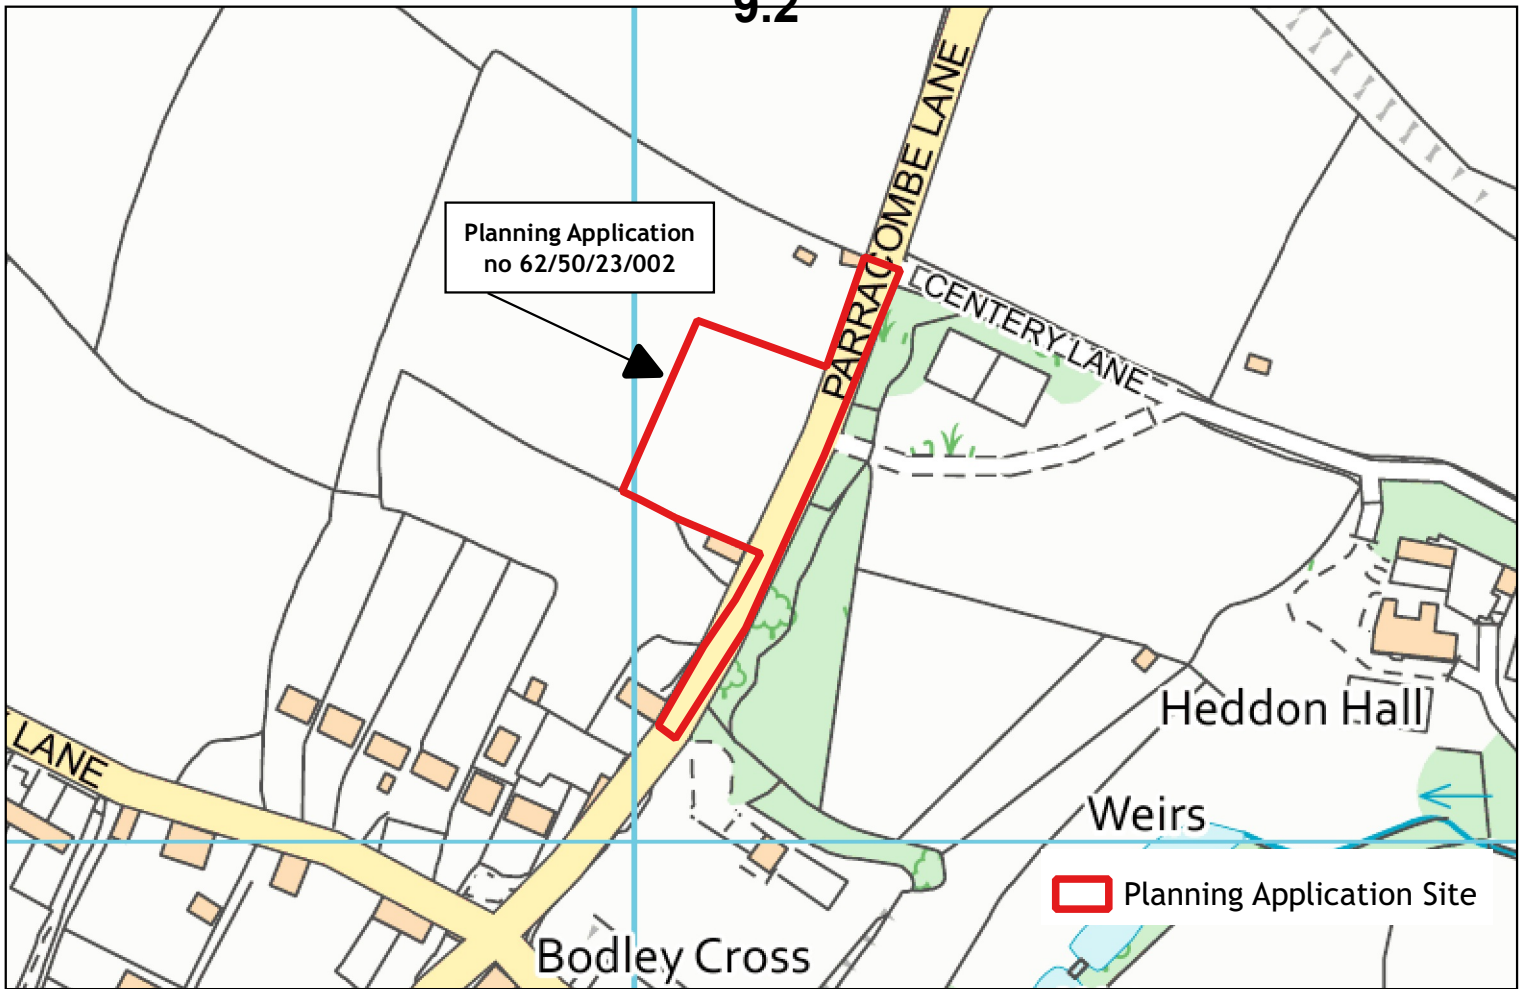 9.2
PARRACOMBE LANE
Planning Application
no 62/50/23/002
CENTERY LANE
Heddon Hall
LANE
Weirs
Planning Application Site
Bodley Cross